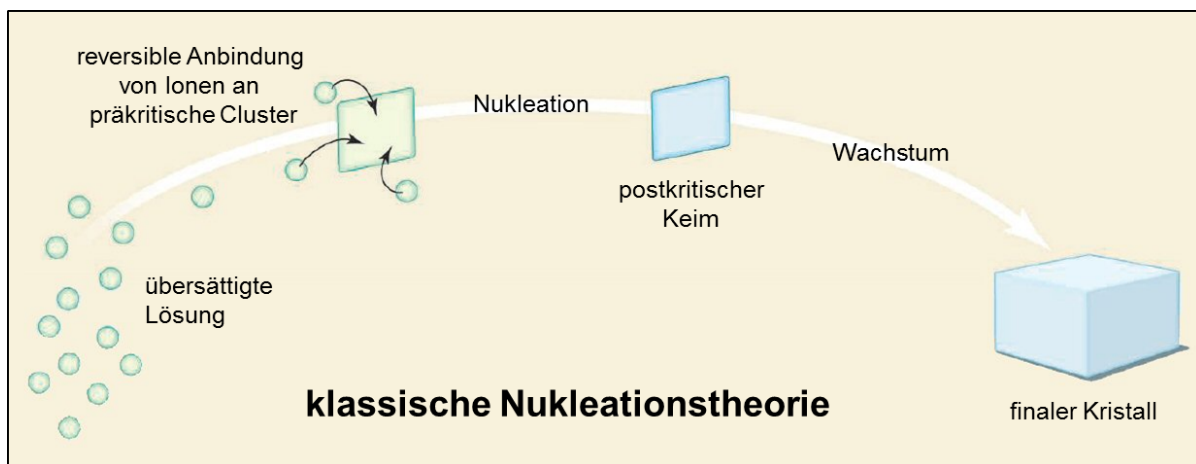 reversible Anbindung
von Ionen an
präkritische Cluster
Nukleation
Wachstum
postkritischer
Keim
übersättigte
Lösung
klassische Nukleationstheorie
finaler Kristall